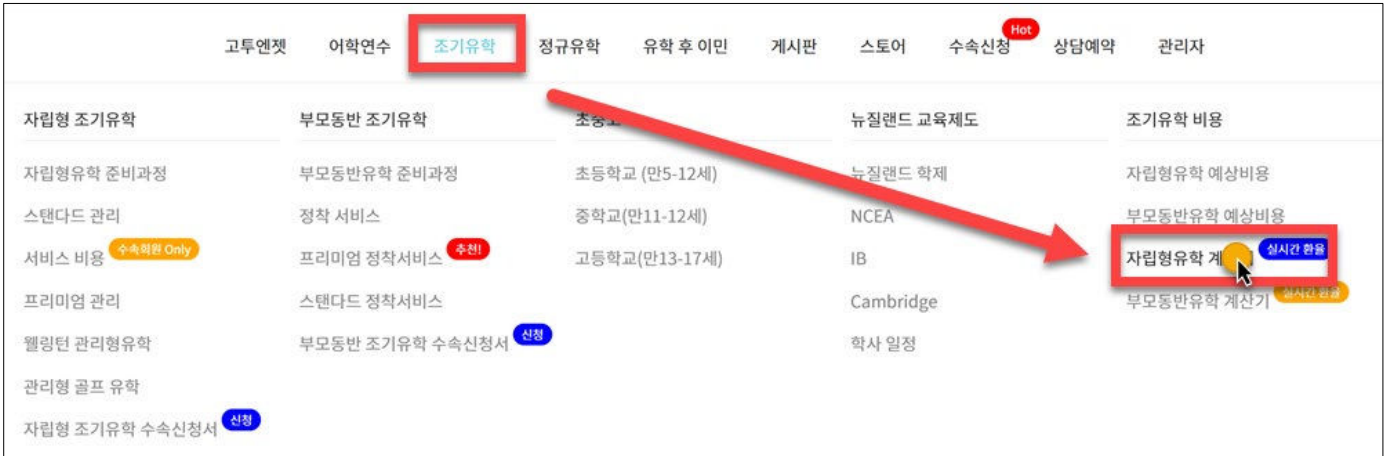 고투엔젯 어학연수 조기유학 정규유학 유학 후 이민 게시판 스토어 수속신청 Hot 상담예약 관리자
자립형 조기유학
자립형유학 준비과정
스탠다드 관리
서비스 비용 수속회원 Only
프리미엄 관리
웰링턴 관리형유학
관리형 골프 유학
자립형 조기유학 수속신청서 신청
부모동반 조기유학
부모동반유학 준비과정
정착 서비스
프리미엄 정착서비스 추천!
스탠다드 정착서비스
부모동반 조기유학 수속신청서 신청
초등학교 (만5-12세)
중학교(만11-12세)
고등학교(만13-17세)
뉴질랜드 교육제도
뉴질랜드 학제
NCEA
IB
Cambridge
학사 일정
조기유학 비용
자립형유학 예상비용
부모동반유학 예상비용
자립형유학 실시간 환율
부모동반유학 계산기 실시간 환율